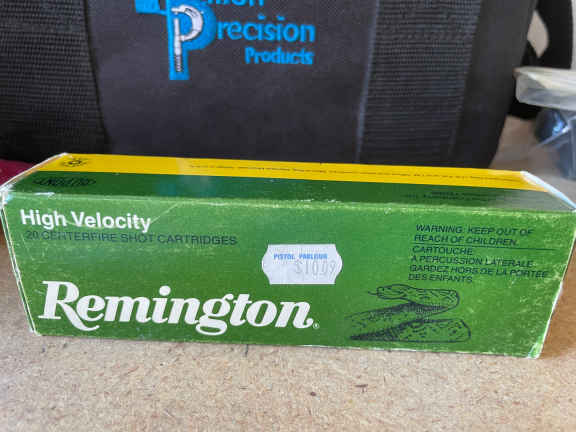 Precision
Products
High Velocity
20 CENTERFIRE SHOT CARTRIDGES
PISTOL PARLOUR
$10.09
Remington®
WARNING: KEEP OUT OF
REACH OF CHILDREN.
CARTOUCHE
A PERCUSSION LATERALE.
GARDEZ HORS DE LA PORTÉE
DES ENFANTS.